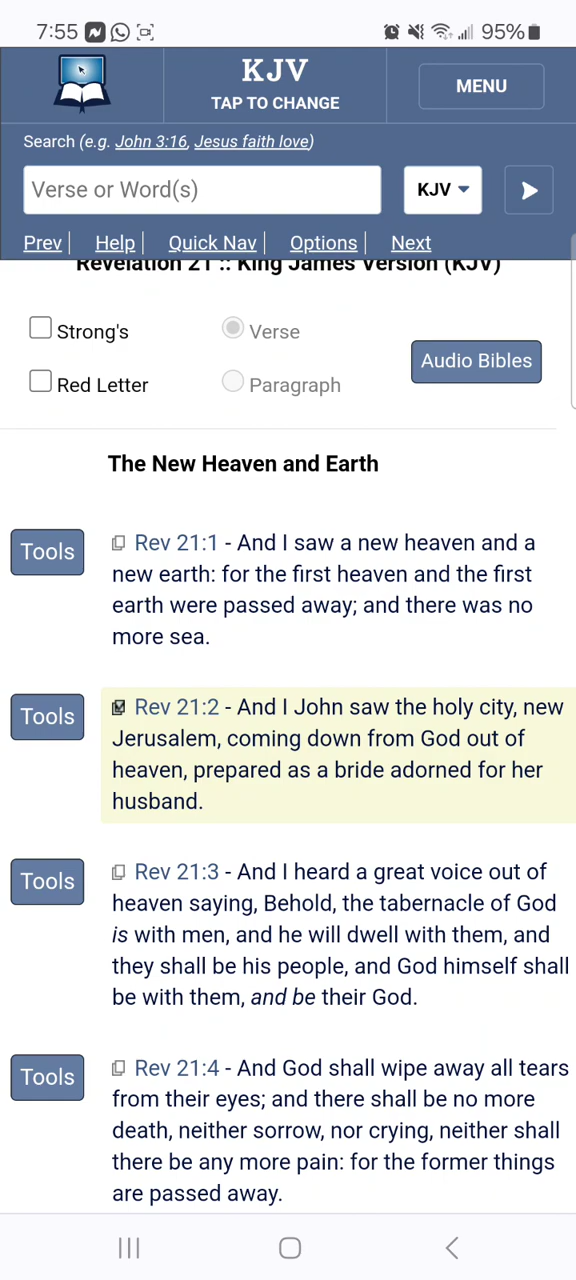 7:55 95%
KJV
TAP TO CHANGE
MENU
Search (e.g. John 3:16, Jesus faith love)
Verse or Word(s)
KJV
Prev Help Quick Nav Options Next
Revelation 21 :: King James Version (KJV)
Strong's Verse
Audio Bibles
Red Letter Paragraph
The New Heaven and Earth
Tools
Rev 21:1 - And I saw a new heaven and a
new earth: for the first heaven and the first
earth were passed away; and there was no
more sea.
Tools
Rev 21:2 - And I John saw the holy city, new
Jerusalem, coming down from God out of
heaven, prepared as a bride adorned for her
husband.
Tools
Rev 21:3 - And I heard a great voice out of
heaven saying, Behold, the tabernacle of God
is with men, and he will dwell with them, and
they shall be his people, and God himself shall
be with them, and be their God.
Tools
Rev 21:4 - And God shall wipe away all tears
from their eyes; and there shall be no more
death, neither sorrow, nor crying, neither shall
there be any more pain: for the former things
are passed away.